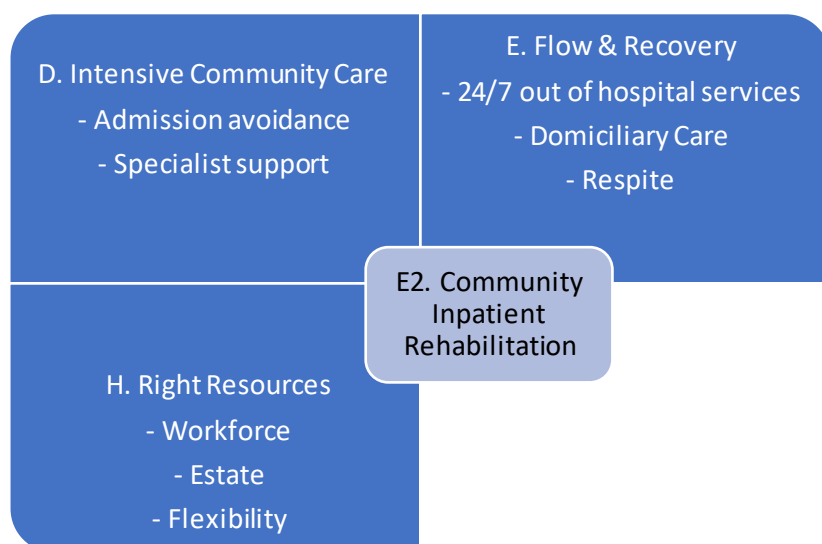 D. Intensive Community Care
- Admission avoidance
- Specialist support
E. Flow & Recovery
- 24/7 out of hospital services
- Domiciliary Care
- Respite
E2. Community
Inpatient
Rehabilitation
H. Right Resources
- Workforce
- Estate
- Flexibility